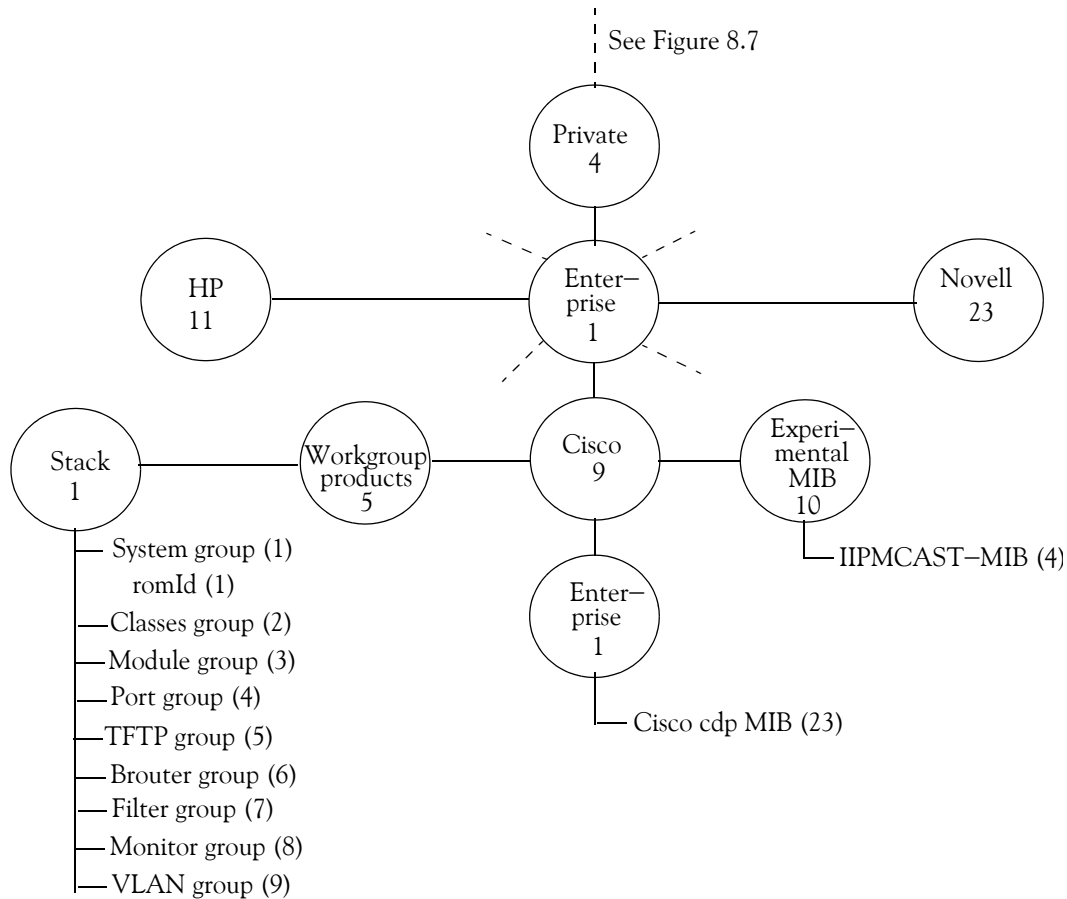 See Figure 8.7
Private
4
HP
11
Enter–
prise
1
Novell
23
Stack
1
Workgroup
products
5
Cisco
9
Experi–
mental
MIB
10
System group (1)
romId (1)
Classes group (2)
Module group (3)
Port group (4)
TFTP group (5)
Brouter group (6)
Filter group (7)
Monitor group (8)
VLAN group (9)
IIPMCAST–MIB (4)
Enter–
prise
1
Cisco cdp MIB (23)